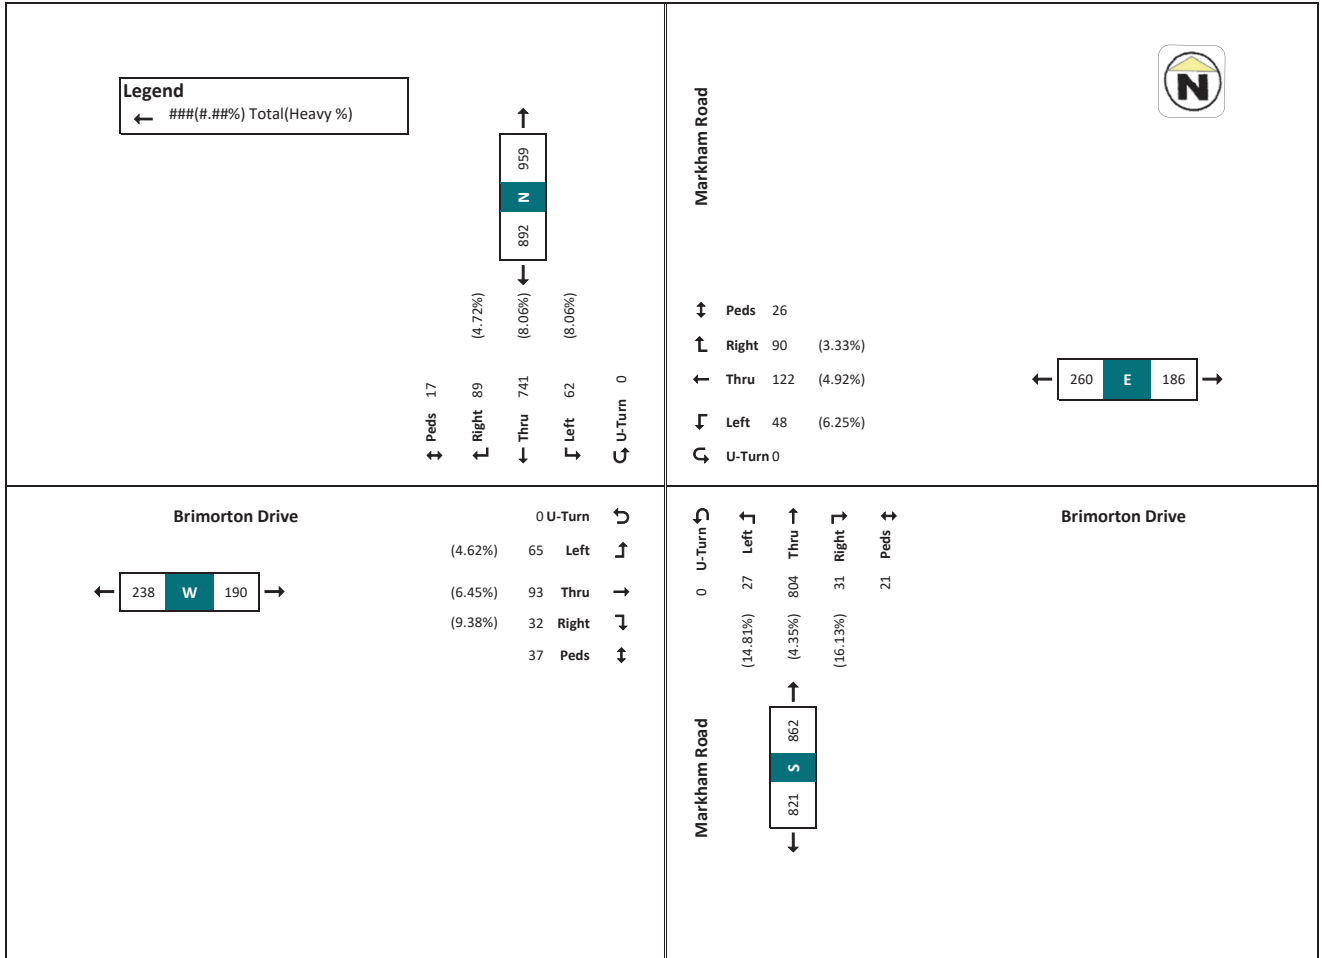 Legend
← ###(#.##%) Total(Heavy %)
959
N
892
(4.72%) (8.06%) (8.06%)
Peds 17
Right 89
Thru 741
Left 62
U-Turn 0
Markham Road
N
Peds 26
Right 90 (3.33%)
Thru 122 (4.92%)
Left 48 (6.25%)
U-Turn 0
260 E 186
Brimorton Drive
0 U-Turn
(4.62%) 65 Left
(6.45%) 93 Thru
(9.38%) 32 Right
37 Peds
238 W 190
0 U-Turn
(14.81%) 27 Left
(4.35%) 804 Thru
(16.13%) 31 Right
21 Peds
Brimorton Drive
Markham Road
862
S
821